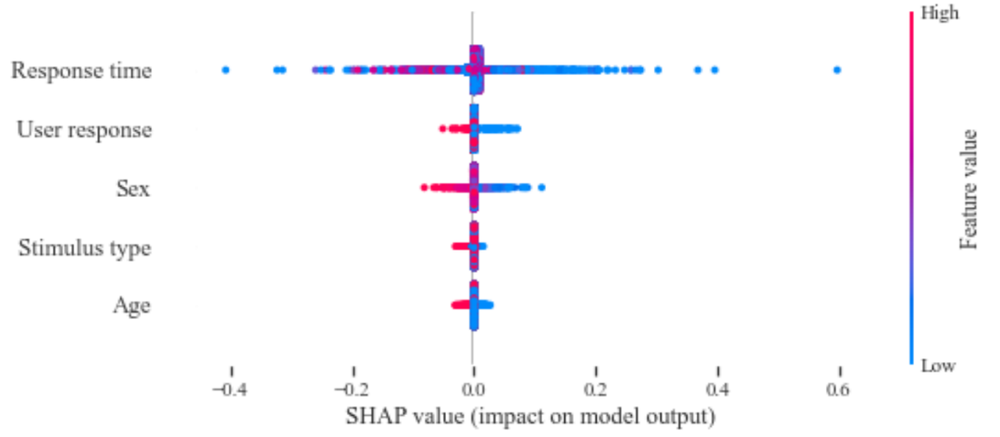 High
Response time
User response
Sex
Stimulus type
Age
Feature value
Low
−0.4 −0.2 0.0 0.2 0.4 0.6
SHAP value (impact on model output)